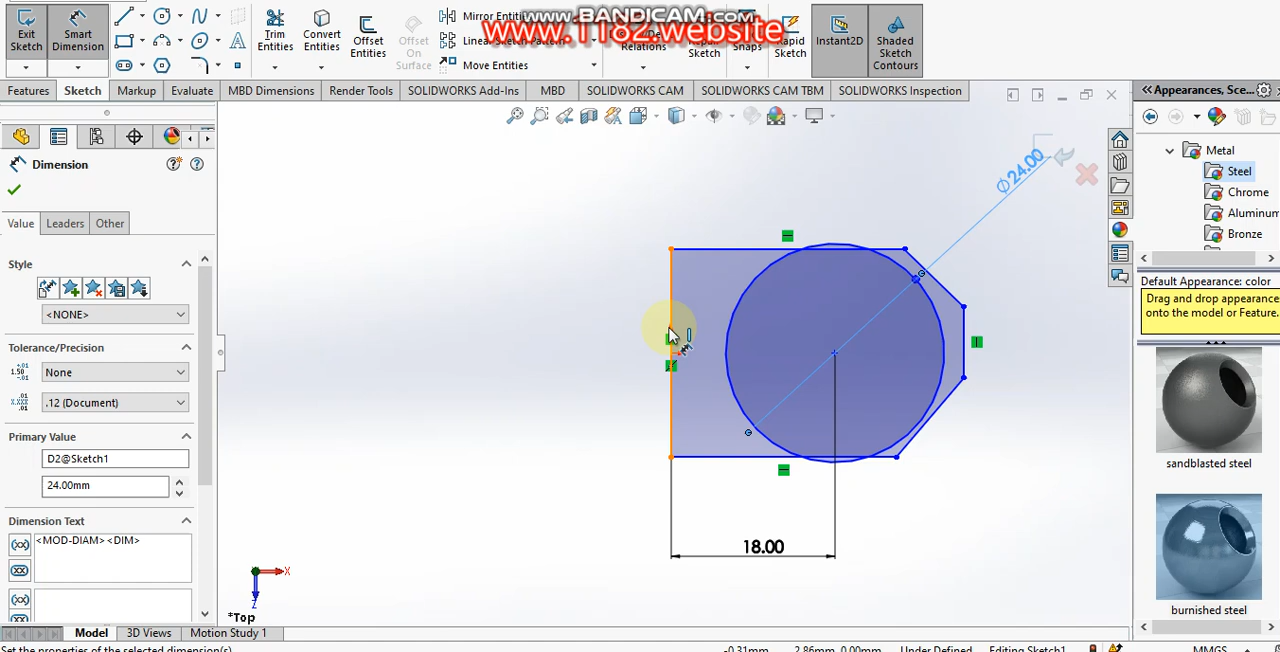 www.BANDICAM.com
www.1182.website
Exit Sketch
Smart Dimension
Trim Entities
Convert Entities
Offset Entities
Offset On Surface
Mirror Entiti
Linear Sketch Pattern
Move Entities
Relations
Repair Sketch
Snaps
Rapid Sketch
Instant2D
Shaded Sketch Contours
Features
Sketch
Markup
Evaluate
MBD Dimensions
Render Tools
SOLIDWORKS Add-Ins
MBD
SOLIDWORKS CAM
SOLIDWORKS CAM TBM
SOLIDWORKS Inspection
Appearances, Sce...
Dimension
Value
Leaders
Other
Style
<NONE>
Tolerance/Precision
None
.12 (Document)
Primary Value
D2@Sketch1
24.00mm
Dimension Text
<MOD-DIAM><DIM>
Ø24.00
18.00
X
Z
*Top
Metal
Steel
Chrome
Aluminum
Bronze
Default Appearance: color
Drag and drop appearance
onto the model or Feature.
sandblasted steel
burnished steel
Model
3D Views
Motion Study 1
Set the properties of the selected dimension(s).
-0.31mm
2.86mm
0.00mm
Under Defined
Editing Sketch1
MMGS